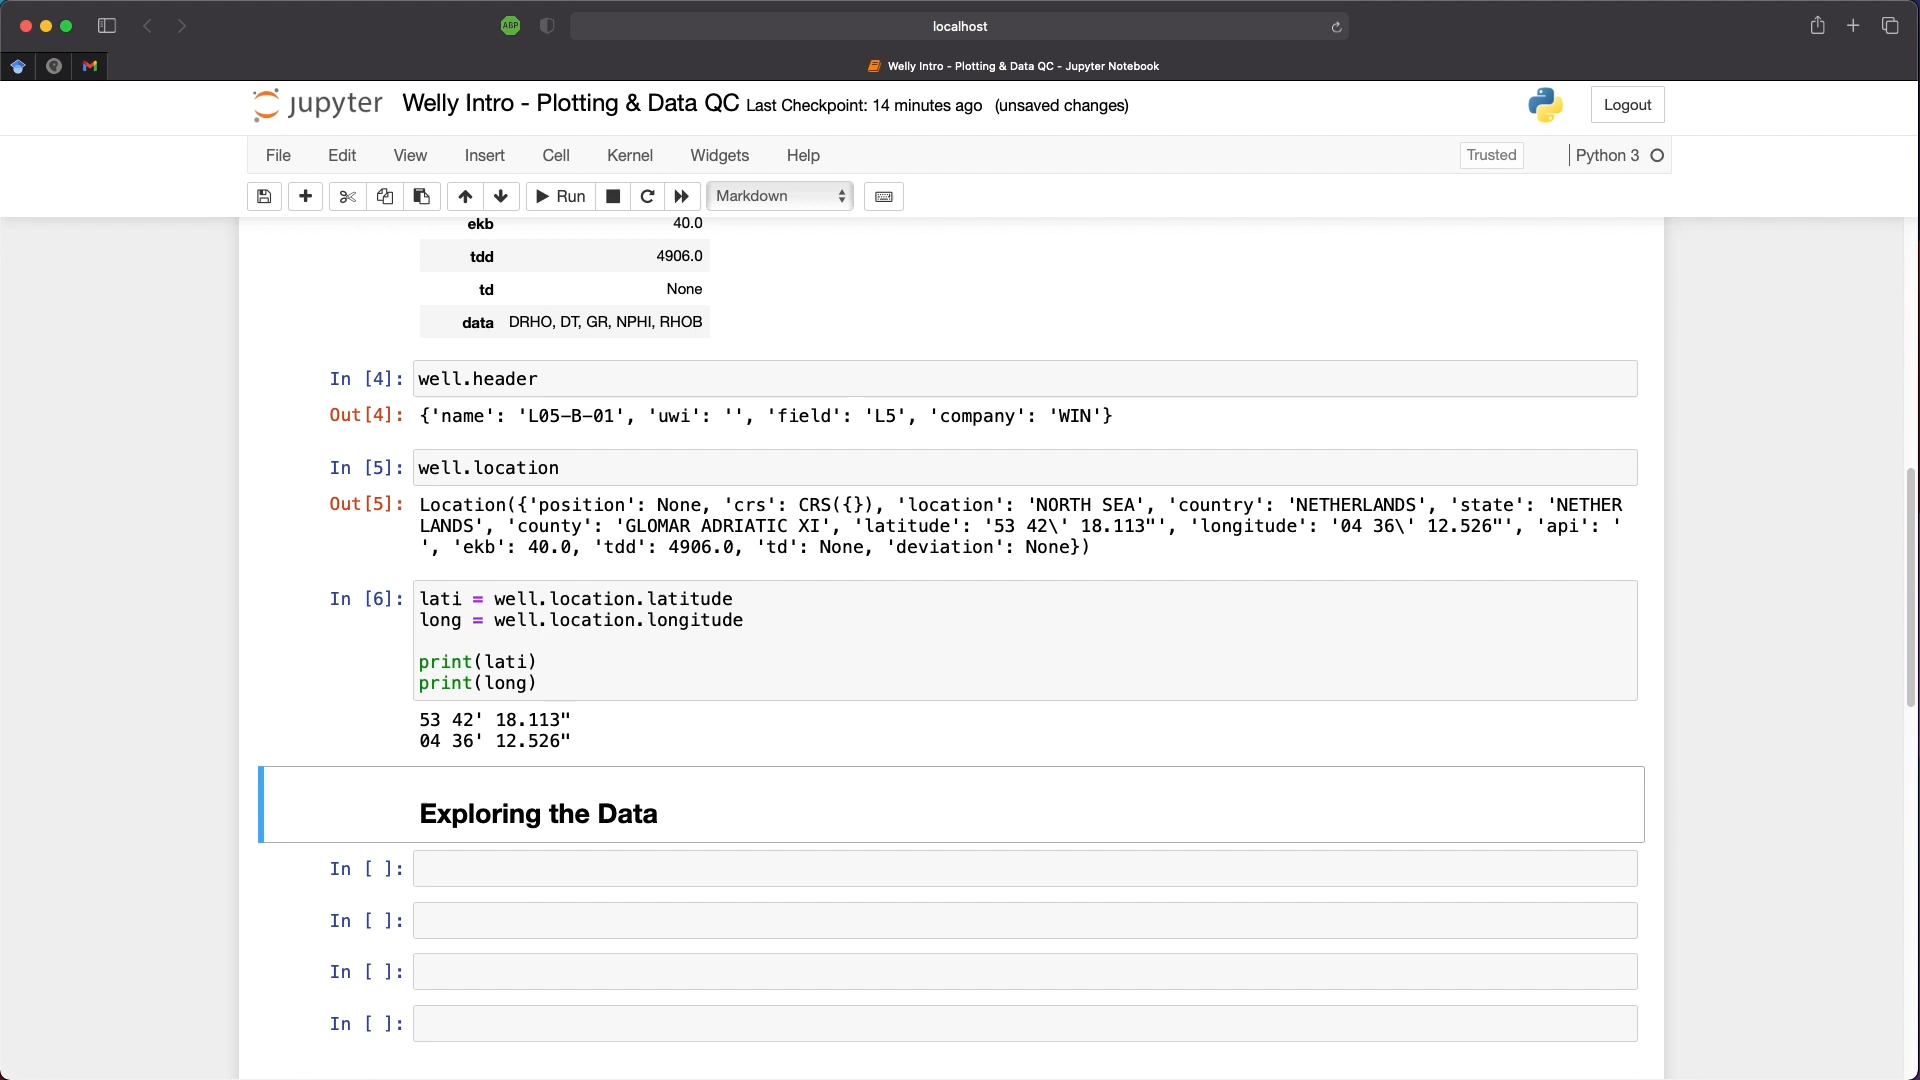 ABP
localhost
Welly Intro - Plotting & Data QC - Jupyter Notebook
jupyter Welly Intro - Plotting & Data QC Last Checkpoint: 14 minutes ago (unsaved changes)
Logout
File Edit View Insert Cell Kernel Widgets Help
Trusted
Python 3
Run
Markdown
ekb 40.0
tdd 4906.0
td None
data DRHO, DT, GR, NPHI, RHOB
In [4]: well.header
Out[4]: {'name': 'L05-B-01', 'uwi': '', 'field': 'L5', 'company': 'WIN'}
In [5]: well.location
Out[5]: Location({'position': None, 'crs': CRS({}), 'location': 'NORTH SEA', 'country': 'NETHERLANDS', 'state': 'NETHER
LANDS', 'county': 'GLOMAR ADRIATIC XI', 'latitude': '53 42\' 18.113"', 'longitude': '04 36\' 12.526"', 'api': '
', 'ekb': 40.0, 'tdd': 4906.0, 'td': None, 'deviation': None})
In [6]: lati = well.location.latitude
long = well.location.longitude
print(lati)
print(long)
53 42' 18.113"
04 36' 12.526"
Exploring the Data
In [ ]:
In [ ]:
In [ ]:
In [ ]: